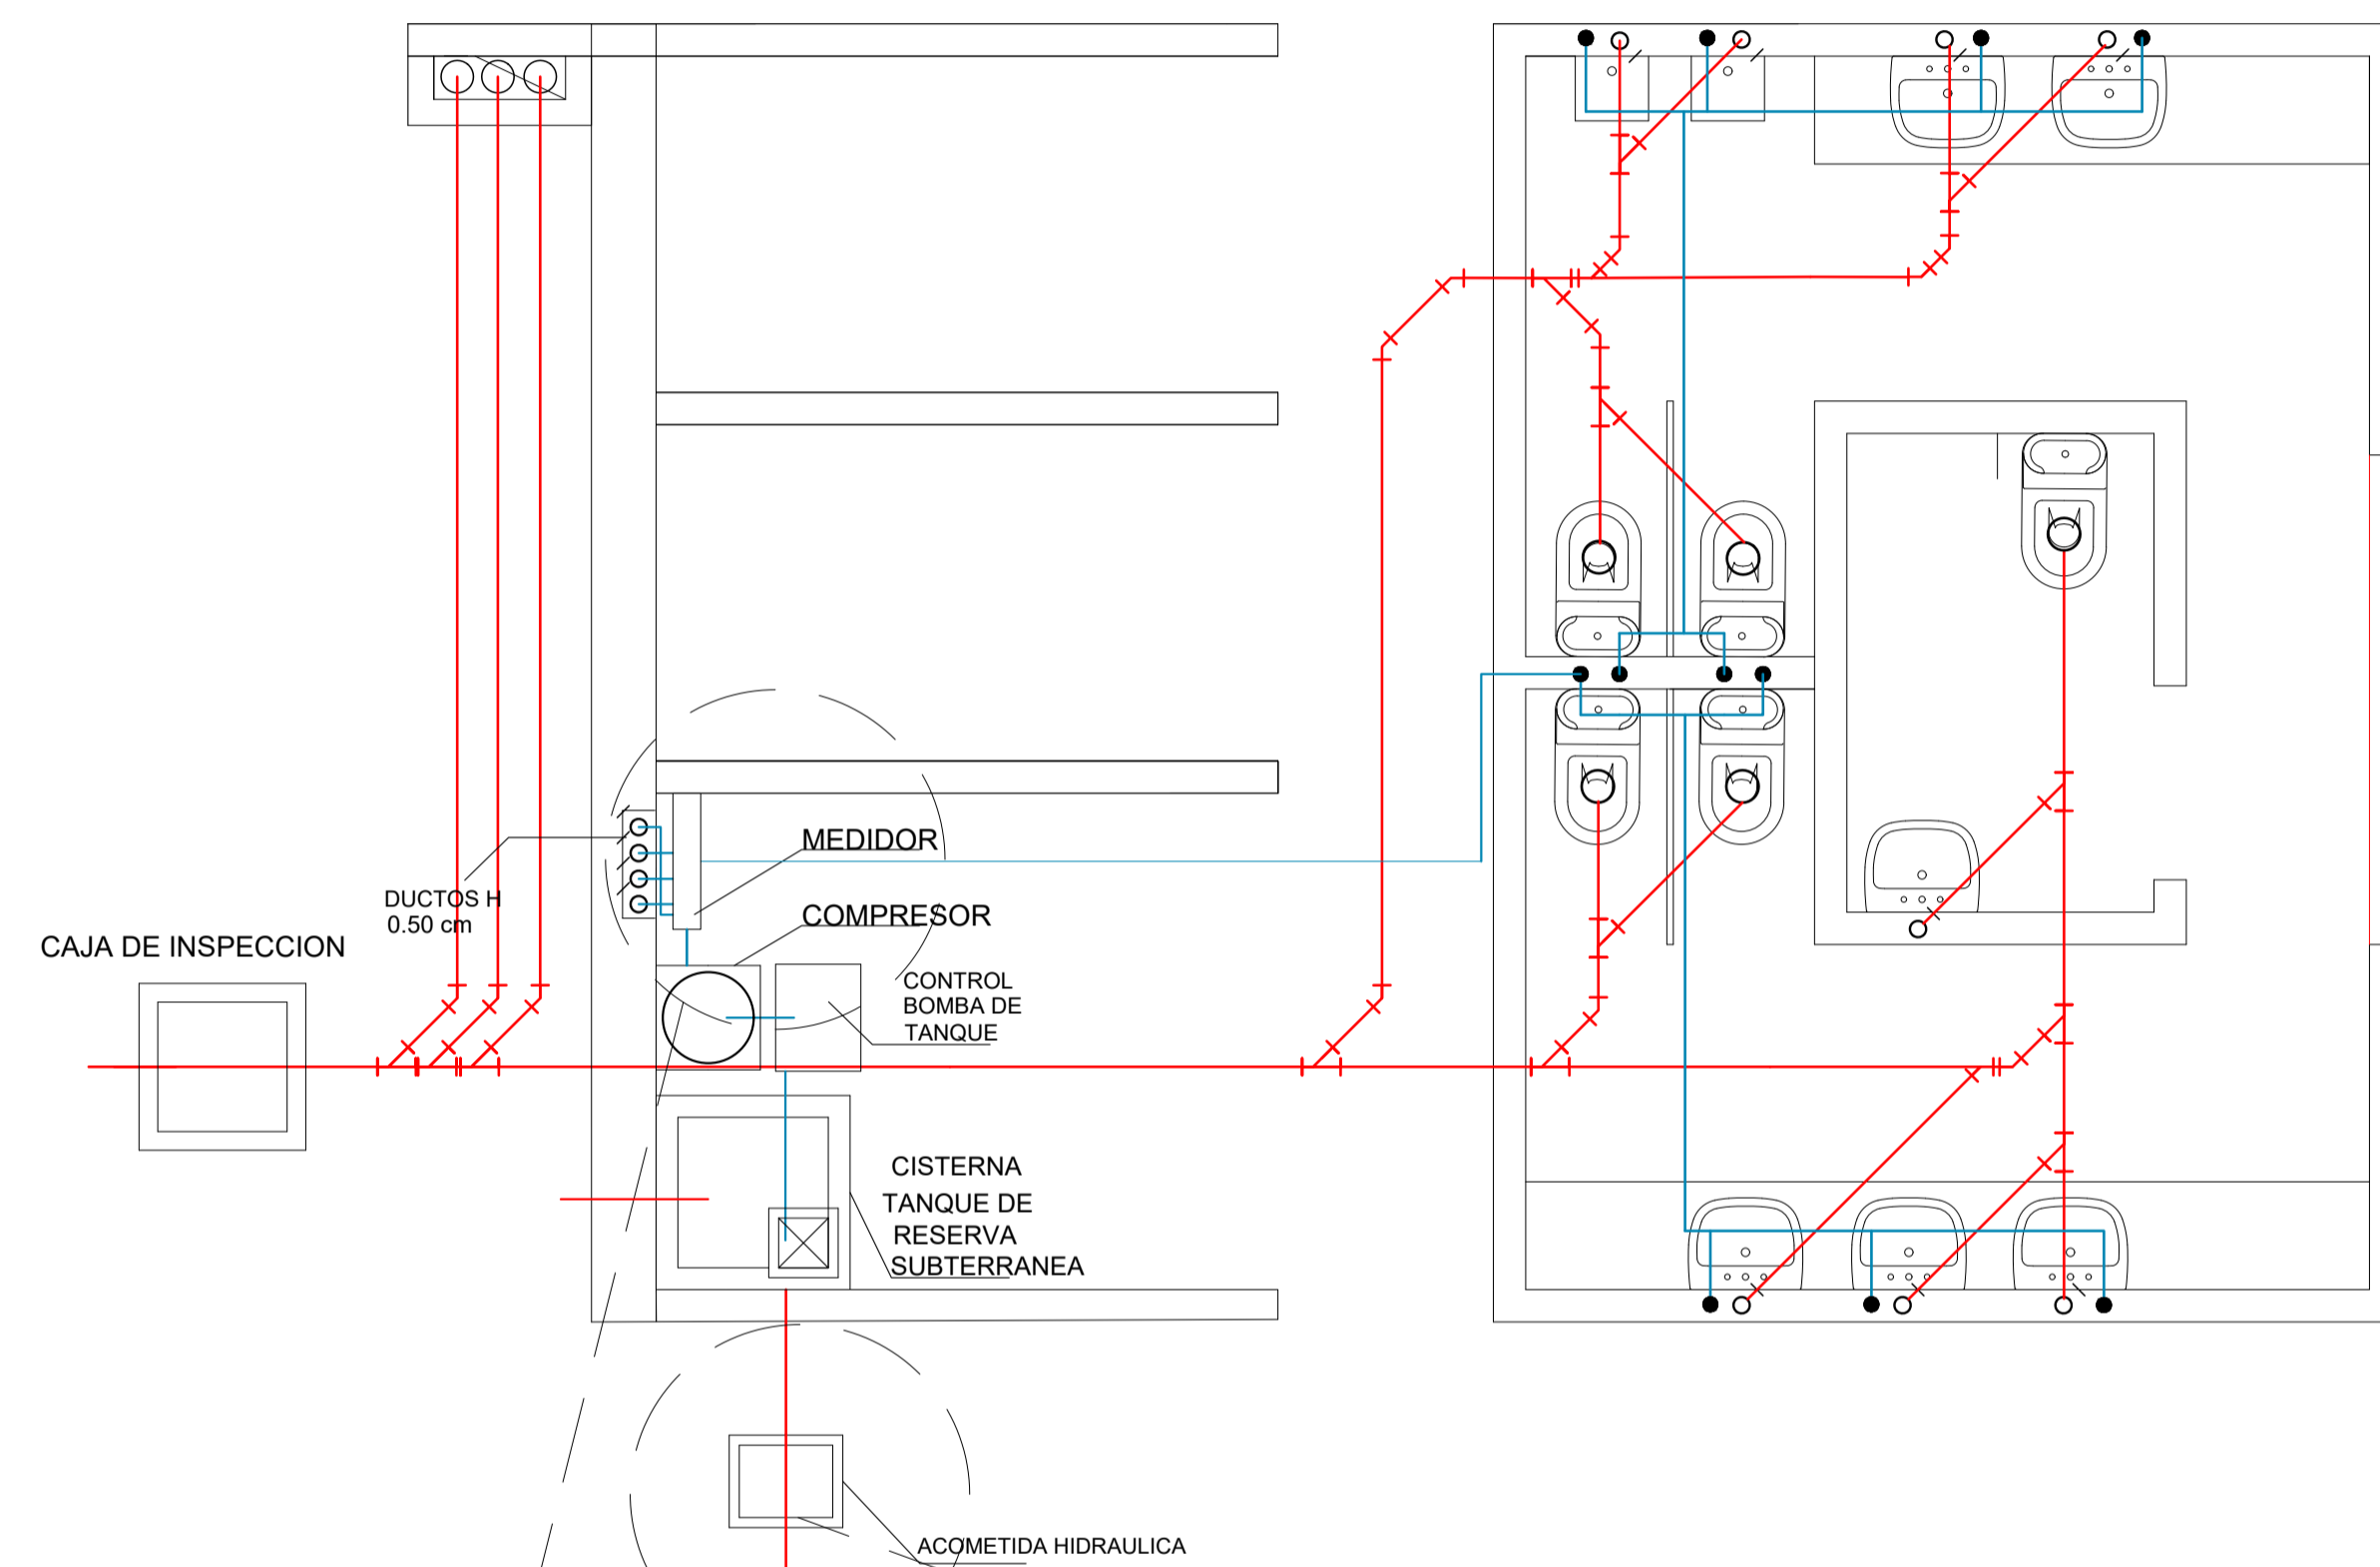 MEDIDOR
DUCTOS H
0.50 cm
COMPRESOR
CAJA DE INSPECCION
CONTROL
BOMBA DE
TANQUE
CISTERNA
TANQUE DE
RESERVA
SUBTERRANEA
ACOMETIDA HIDRAULICA